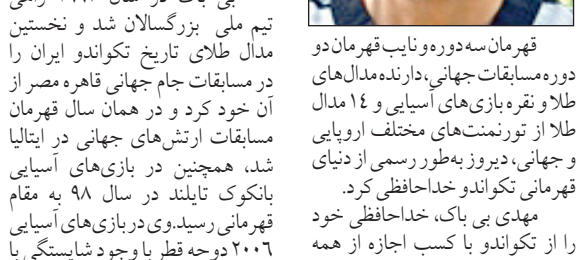 قهرمان سه دوره و نایب قهرمان دو
دوره مسابقات جهانی، دارنده مدال‌های
طلا و نقره بازی‌های آسیایی و ١٤ مدال
طلا از تورنمنت‌های مختلف اروپایی
و جهانی، دیروز به‌طور رسمی از دنیای
قهرمانی تکواندو خداحافظی کرد.
مهدی بی باک، خداحافظی خود
را از تکواندو با کسب اجازه از همه
تیم ملی بزرگسالان شد و نخستین
مدال طلای تاریخ تکواندو ایران را
در مسابقات جام جهانی قاهره مصر از
آن خود کرد و در همان سال قهرمان
مسابقات ارتش‌های جهانی در ایتالیا
شد، همچنین در بازی‌های آسیایی
بانکوک تایلند در سال ٩٨ به مقام
قهرمانی رسید.وی در بازی‌های آسیایی
٢٠٠٦ دوحه قطر با وجود شایستگی با